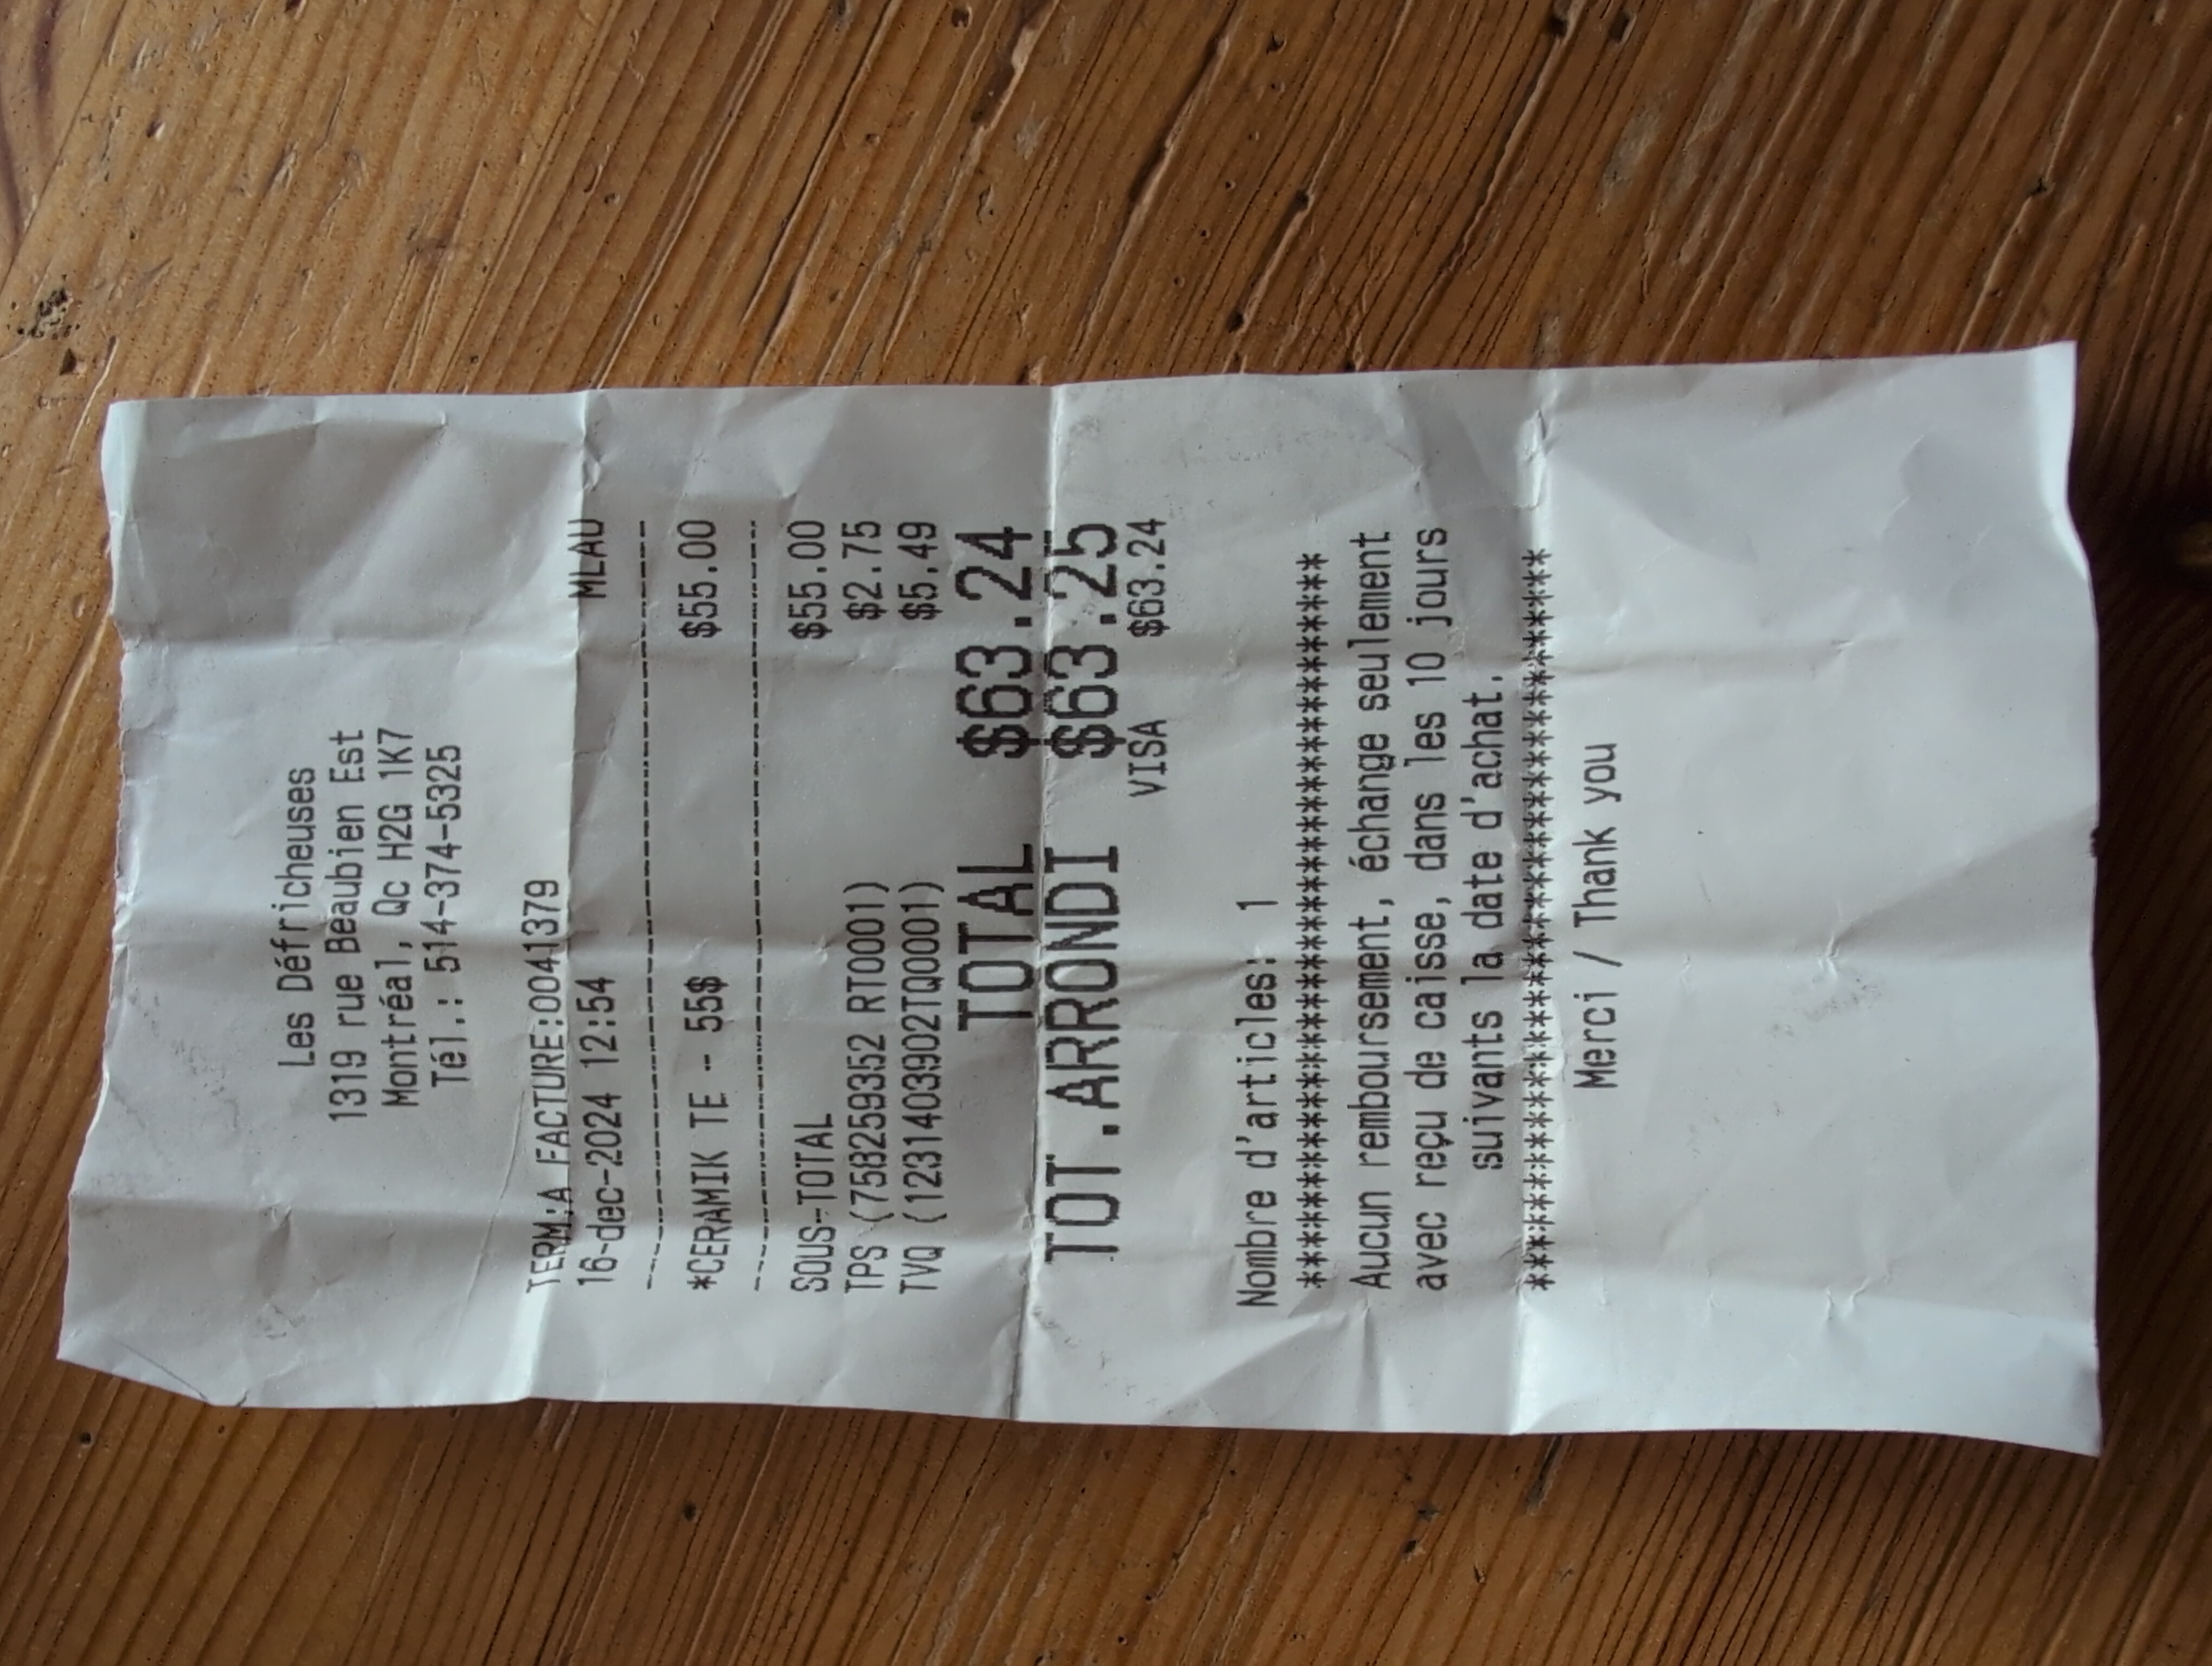 Les Défricheuses
1319 rue Beaubien Est
Montréal, Qc H2G 1K7
Tél.: 514-374-5325
TERM:A FACTURE:0041379
16-dec-2024 12:54 MLAU
--------------------------------------
*CERAMIK TE - 55$ $55.00
--------------------------------------
SOUS-TOTAL $55.00
TPS (758259352 RT0001) $2.75
TVQ (1231403902TQ0001) $5.49
TOTAL $63.24
TOT.ARRONDI $63.25
VISA $63.24
Nombre d'articles: 1
*************************************
Aucun remboursement, échange seulement
avec reçu de caisse, dans les 10 jours
suivants la date d'achat.
*************************************
Merci / Thank you